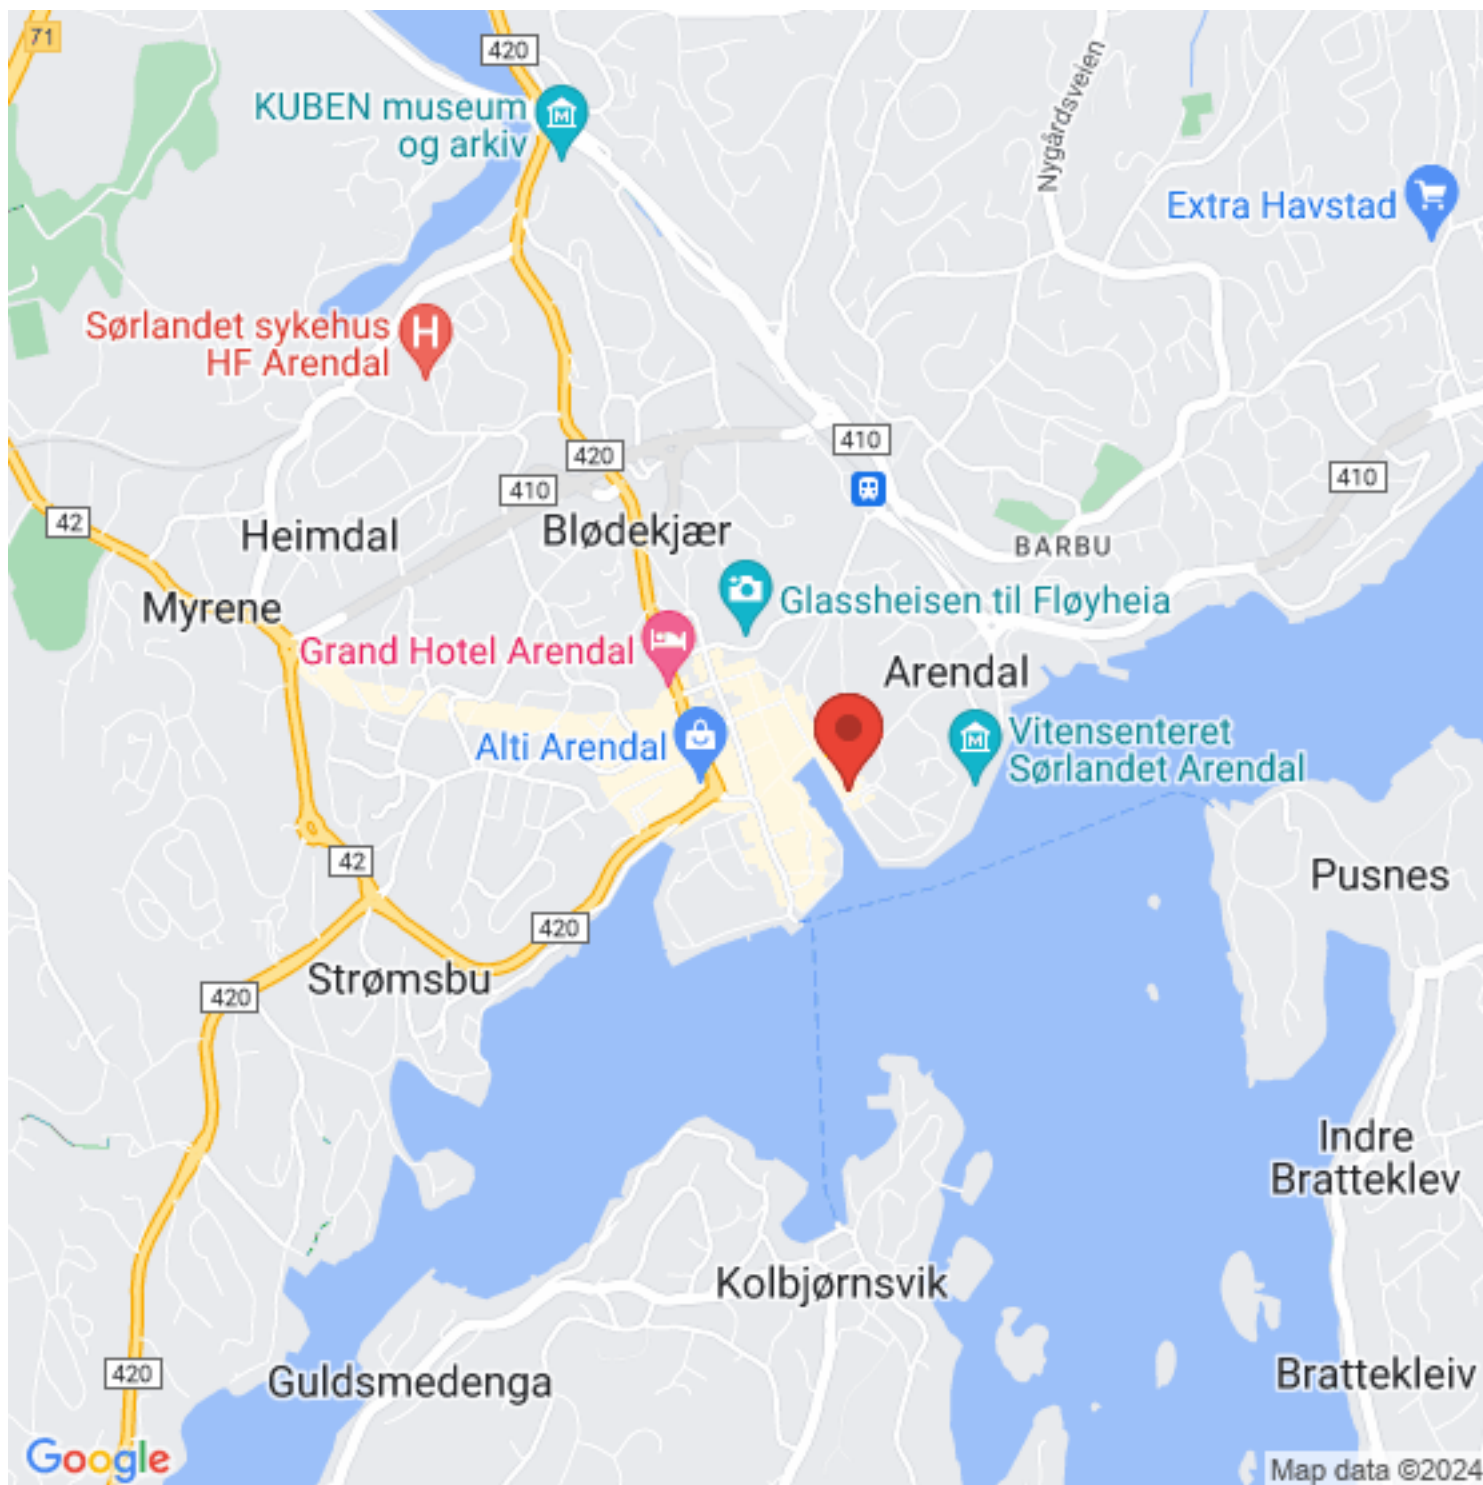 71
420
KUBEN museum
og arkiv
Nygårdsveien
Extra Havstad
Sørlandet sykehus
HF Arendal
H
420
410
410
410
42
Heimdal
Blødekjær
BARBU
Myrene
Glassheisen til Fløyheia
Grand Hotel Arendal
Arendal
Alti Arendal
M
Vitensenteret
Sørlandet Arendal
42
Pusnes
420
Strømsbu
420
Indre
Bratteklev
Kolbjørnsvik
420
Guldsmedenga
Brattekleiv
Google
Map data ©2024